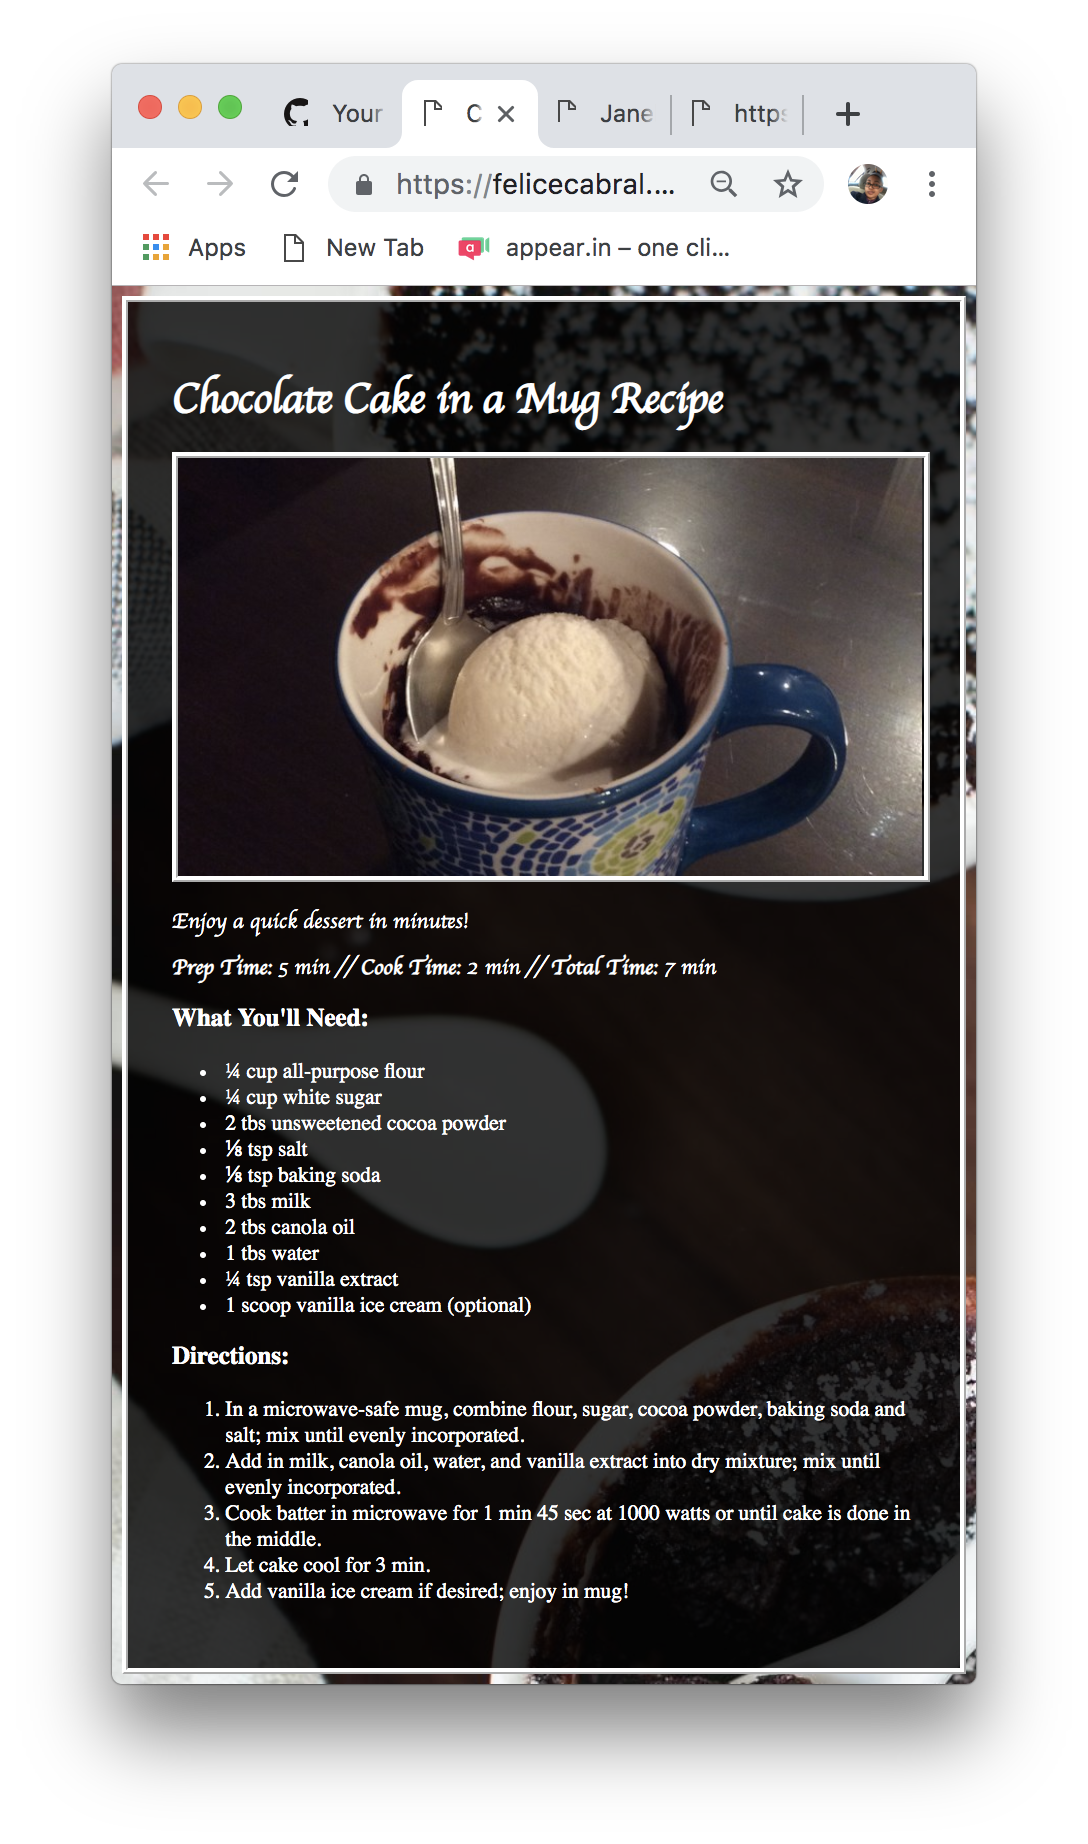 Your
C
Jane
https
https://felicecabral....
Apps
New Tab
a
appear.in – one cli...
Chocolate Cake in a Mug Recipe
Enjoy a quick dessert in minutes!
Prep Time: 5 min // Cook Time: 2 min // Total Time: 7 min
What You'll Need:
• ¼ cup all-purpose flour
• ¼ cup white sugar
• 2 tbs unsweetened cocoa powder
• ⅛ tsp salt
• ⅛ tsp baking soda
• 3 tbs milk
• 2 tbs canola oil
• 1 tbs water
• ¼ tsp vanilla extract
• 1 scoop vanilla ice cream (optional)
Directions:
1. In a microwave-safe mug, combine flour, sugar, cocoa powder, baking soda and
salt; mix until evenly incorporated.
2. Add in milk, canola oil, water, and vanilla extract into dry mixture; mix until
evenly incorporated.
3. Cook batter in microwave for 1 min 45 sec at 1000 watts or until cake is done in
the middle.
4. Let cake cool for 3 min.
5. Add vanilla ice cream if desired; enjoy in mug!